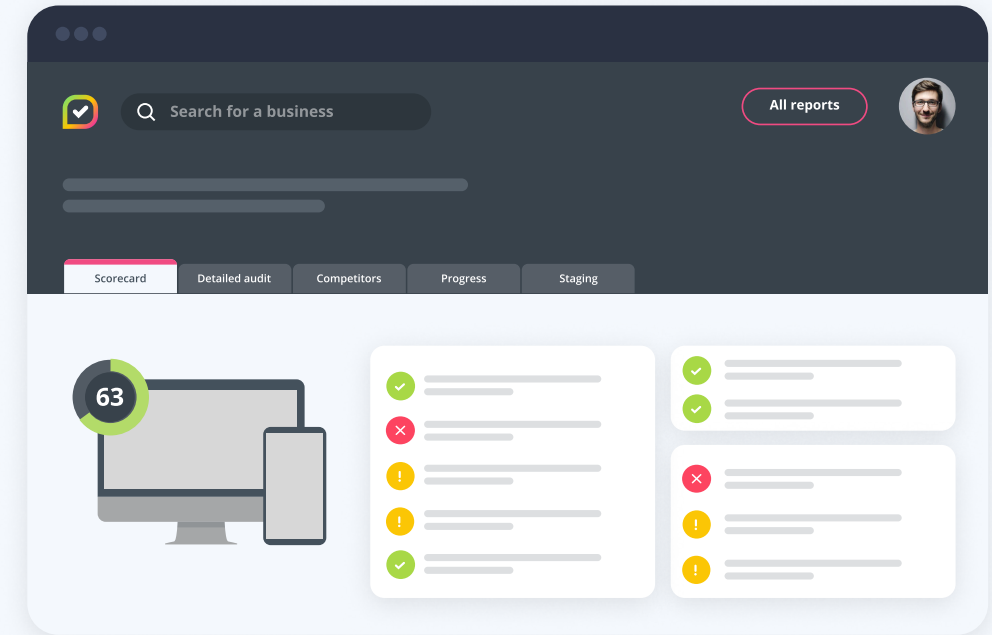 Search for a business
All reports
Scorecard
Detailed audit
Competitors
Progress
Staging
63